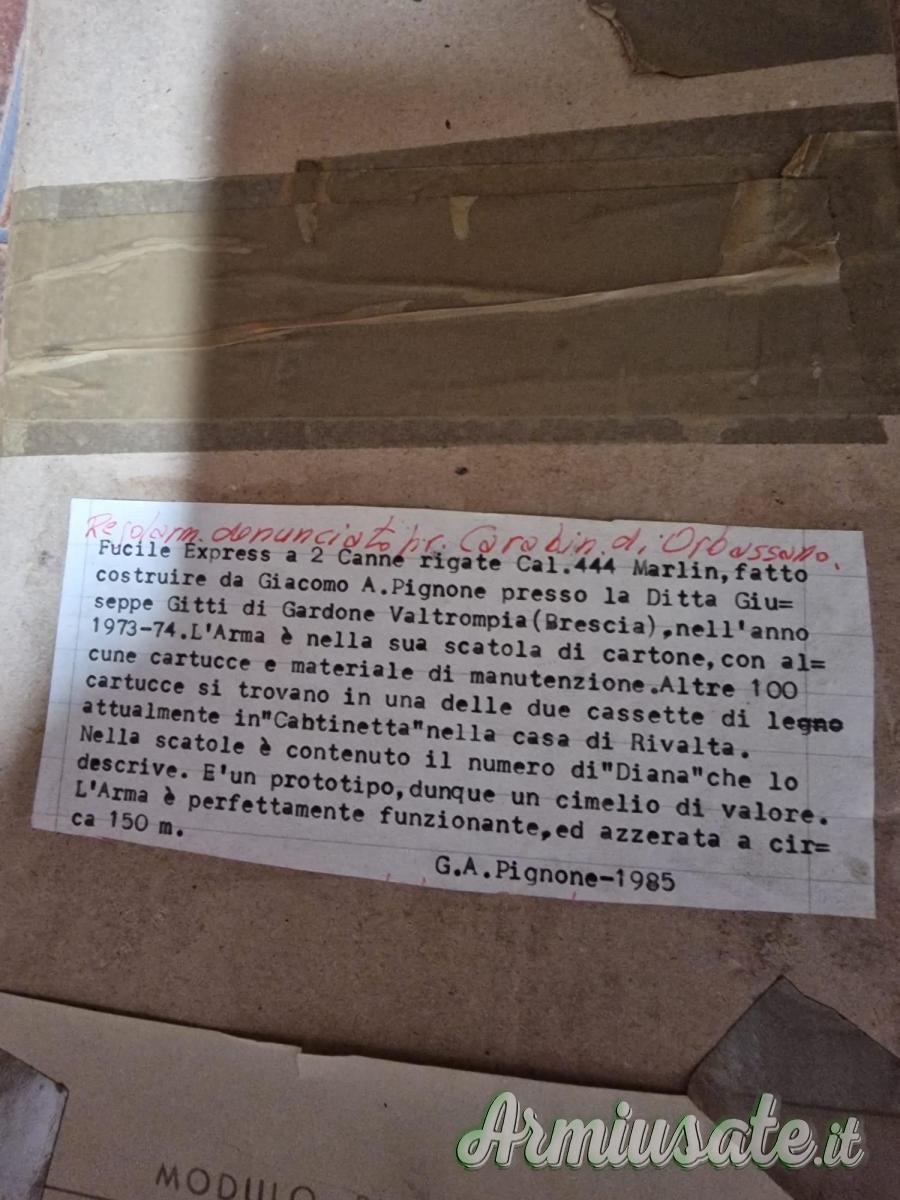 Regolarm. denunciato pr. Carabin. di Orbassano.
Fucile Express a 2 Canne rigate Cal.444 Marlin,fatto
costruire da Giacomo A.Pignone presso la Ditta Giu=
seppe Gitti di Gardone Valtrompia(Brescia),nell'anno
1973-74.L'Arma è nella sua scatola di cartone,con al=
cune cartucce e materiale di manutenzione.Altre 100
cartucce si trovano in una delle due cassette di legno
attualmente in"Cabtinetta"nella casa di Rivalta.
Nella scatole è contenuto il numero di"Diana"che lo
descrive. E'un prototipo,dunque un cimelio di valore.
L'Arma è perfettamente funzionante,ed azzerata a cir=
ca 150 m.
G.A.Pignone-1985
MODULO
Armiusate.it